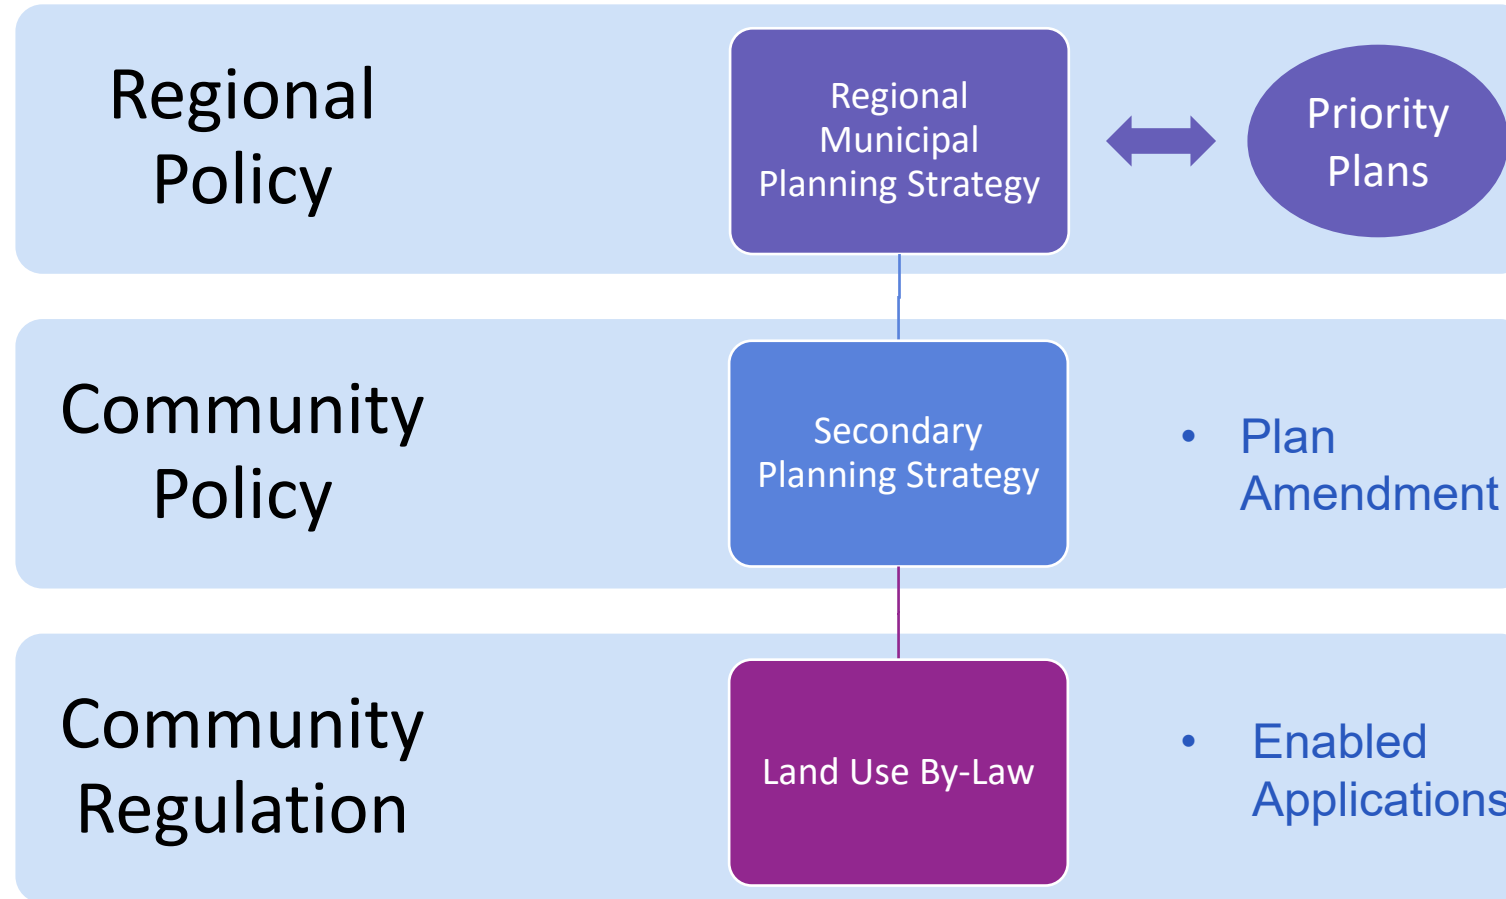 Regional
Policy
Regional
Municipal
Planning Strategy
Priority
Plans
Community
Policy
Secondary
Planning Strategy
• Plan
Amendment
Community
Regulation
Land Use By-Law
• Enabled
Applications